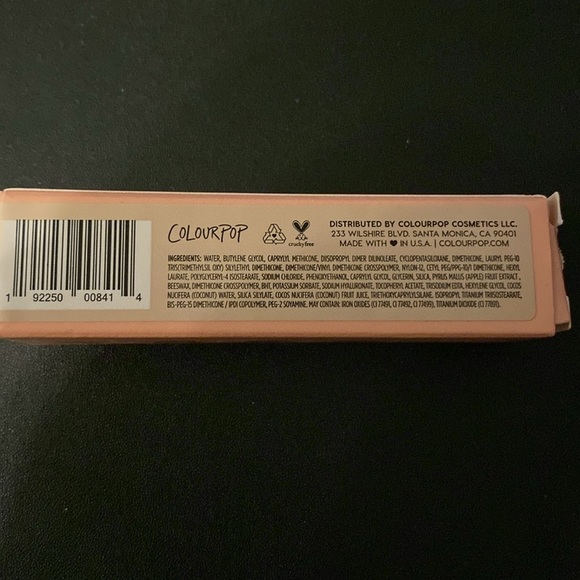 COLOURPOP
crueltyfree
DISTRIBUTED BY COLOURPOP COSMETICS LLC.
233 WILSHIRE BLVD. SANTA MONICA, CA 90401
MADE WITH ♥ IN U.S.A. | COLOURPOP.COM
INGREDIENTS: WATER, BUTYLENE GLYCOL, CAPRYLYL METHICONE, DIISOPROPYL DIMER DILINOLEATE, CYCLOPENTASILOXANE, DIMETHICONE, LAURYL PEG-10
TRIS(TRIMETHYLSIL OXY) SILYLETHYL DIMETHICONE, DIMETHICONE/VINYL DIMETHICONE CROSSPOLYMER, NYLON-12, CETYL PEG/PPG-10/1 DIMETHICONE, HEXYL
LAURATE, POLYGLYCERYL-4 ISOSTEARATE, SODIUM CHLORIDE, PHENOXYETHANOL, CAPRYLYL GLYCOL, GLYCERIN, SILICA, PYRUS MALUS (APPLE) FRUIT EXTRACT,
BEESWAX, DIMETHICONE CROSSPOLYMER, BHT, POTASSIUM SORBATE, SODIUM HYALURONATE, TOCOPHERYL ACETATE, TRISODIUM EDTA, HEXYLENE GLYCOL, COCOS
NUCIFERA (COCONUT) WATER, SILICA SILYLATE, COCOS NUCIFERA (COCONUT) FRUIT JUICE, TRIETHOXYCAPRYLYLSILANE, ISOPROPYL TITANIUM TRIISOSTEARATE,
BIS-PEG-15 DIMETHICONE / IPDI COPOLYMER, PEG-2 SOYAMINE. MAY CONTAIN: IRON OXIDES (CI 77491, CI 77492, CI 77499), TITANIUM DIOXIDE (CI 77891).
1 92250 00841 4